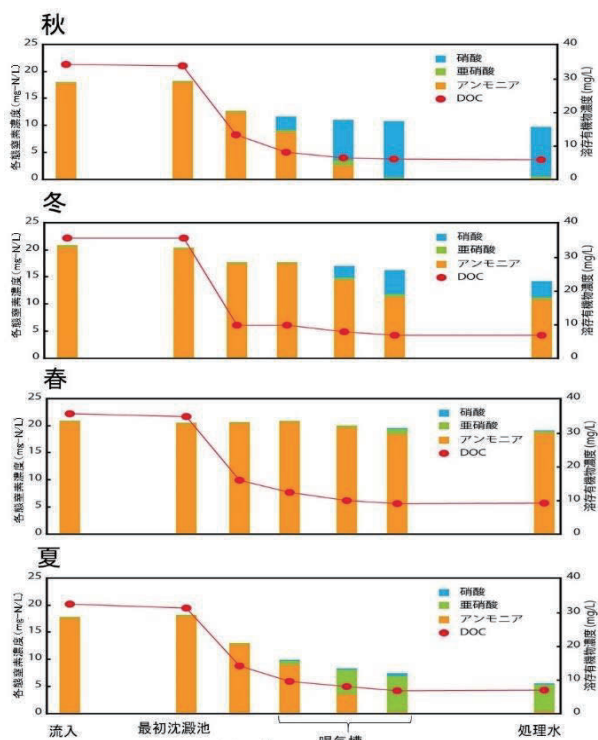 秋
各態窒素濃度(mg-N/L)
25
20
15
10
5
0
硝酸
亜硝酸
アンモニア
DOC
40
30
20
10
0
溶存有機物濃度(mg/L)
冬
各態窒素濃度(mg-N/L)
25
20
15
10
5
0
硝酸
亜硝酸
アンモニア
DOC
40
30
20
10
0
溶存有機物濃度(mg/L)
春
各態窒素濃度(mg-N/L)
25
20
15
10
5
0
硝酸
亜硝酸
アンモニア
DOC
40
30
20
10
0
溶存有機物濃度(mg/L)
夏
各態窒素濃度(mg-N/L)
25
20
15
10
5
0
硝酸
亜硝酸
アンモニア
DOC
40
30
20
10
0
溶存有機物濃度(mg/L)
流入
最初沈澱池
処理水